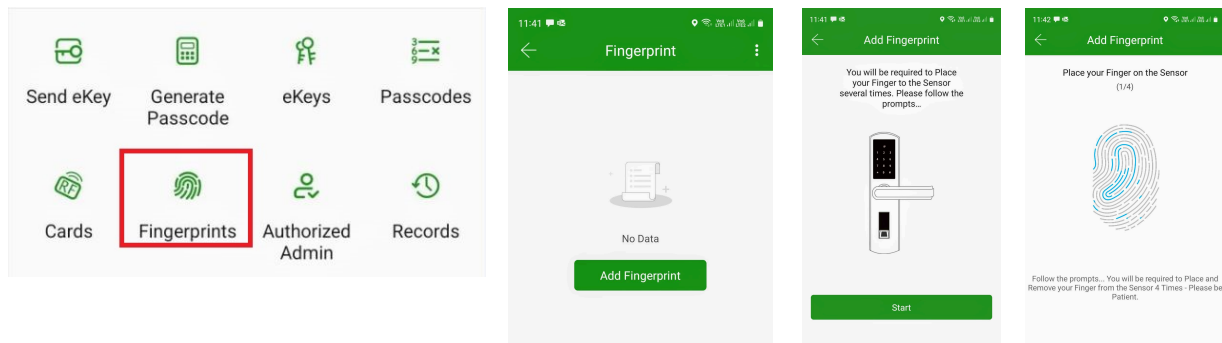 Send eKey
Generate
Passcode
eKeys
Passcodes
Cards
Fingerprints
Authorized
Admin
Records
11:41
Fingerprint
No Data
Add Fingerprint
11:41
Add Fingerprint
You will be required to Place
your Finger to the Sensor
several times. Please follow the
prompts...
Start
11:42
Add Fingerprint
Place your Finger on the Sensor
(1/4)
Follow the prompts... You will be required to Place and
Remove your Finger from the Sensor 4 Times - Please be
Patient.